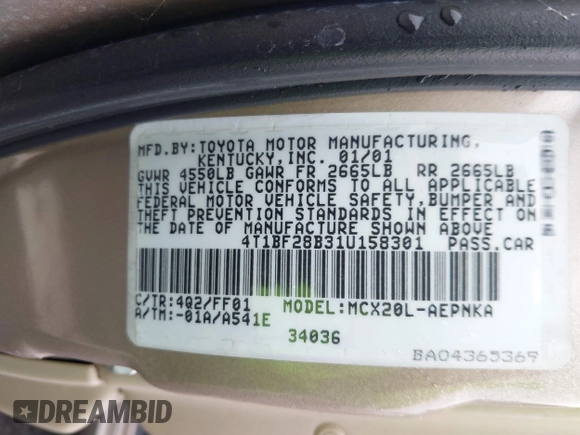 MFD.BY:TOYOTA MOTOR MANUFACTURING,
KENTUCKY,INC. 01/01
GVWR 4550LB GAWR FR 2665LB RR 2665LB
THIS VEHICLE CONFORMS TO ALL APPLICABLE
FEDERAL MOTOR VEHICLE SAFETY,BUMPER AND
THEFT PREVENTION STANDARDS IN EFFECT ON
THE DATE OF MANUFACTURE SHOWN ABOVE
4T1BF28B31U158301 PASS.CAR
C/TR:4Q2/FF01 MODEL:MCX20L-AEPNKA
A/TM:-01A/A541E
34036
BA04365369
DREAMBID